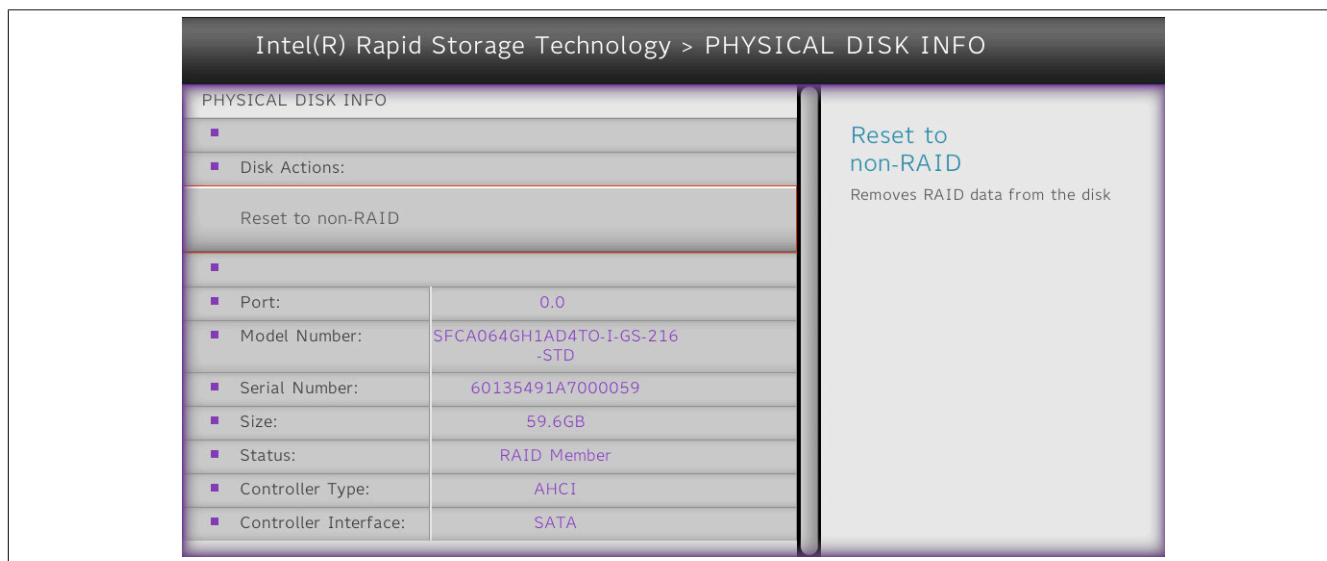 Intel(R) Rapid Storage Technology > PHYSICAL DISK INFO
PHYSICAL DISK INFO
Disk Actions:
Reset to non-RAID
Port: 0.0
Model Number: SFCA064GH1AD4TO-I-GS-216
-STD
Serial Number: 60135491A7000059
Size: 59.6GB
Status: RAID Member
Controller Type: AHCI
Controller Interface: SATA
Reset to
non-RAID
Removes RAID data from the disk